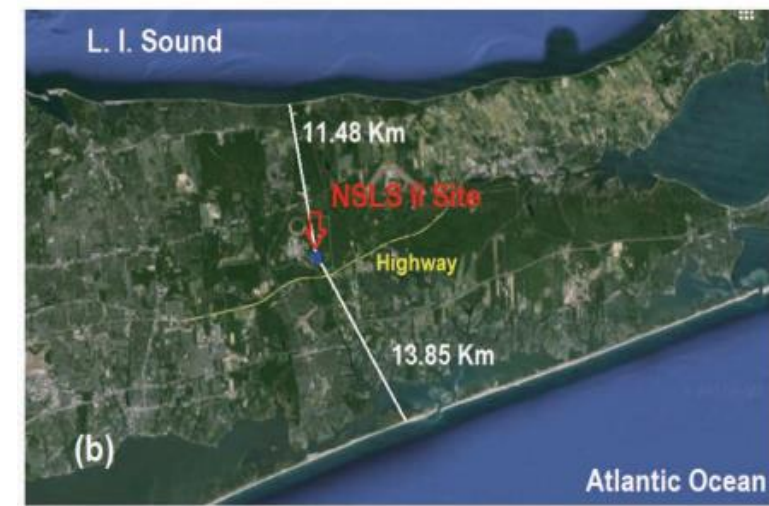 L. I. Sound
11.48 Km
NSLS II Site
Highway
13.85 Km
(b)
Atlantic Ocean